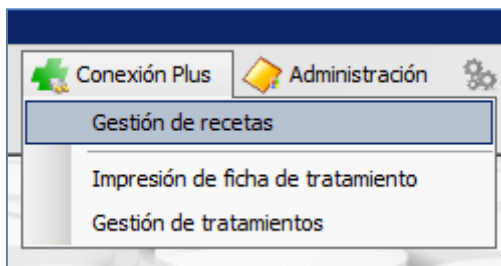 Conexión Plus Administración
Gestión de recetas
Impresión de ficha de tratamiento
Gestión de tratamientos